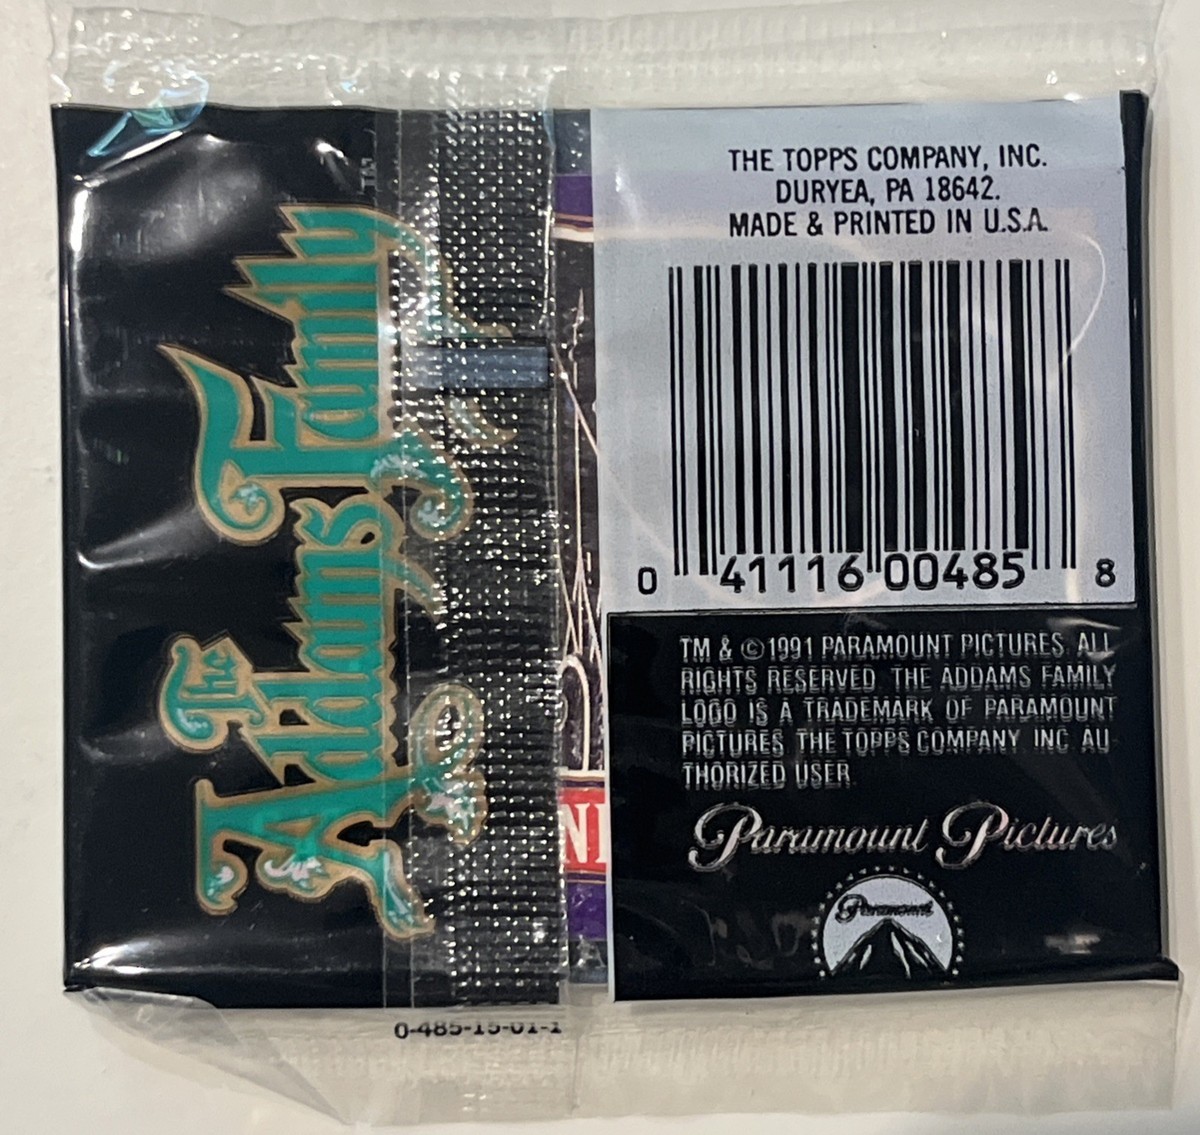 The
Addams Family
TM
THE TOPPS COMPANY, INC.
DURYEA, PA 18642.
MADE & PRINTED IN U.S.A.
0 41116 00485 8
TM & © 1991 PARAMOUNT PICTURES. ALL
RIGHTS RESERVED THE ADDAMS FAMILY
LOGO IS A TRADEMARK OF PARAMOUNT
PICTURES THE TOPPS COMPANY INC AU
THORIZED USER
Paramount Pictures
Paramount
0-485-15-01-1